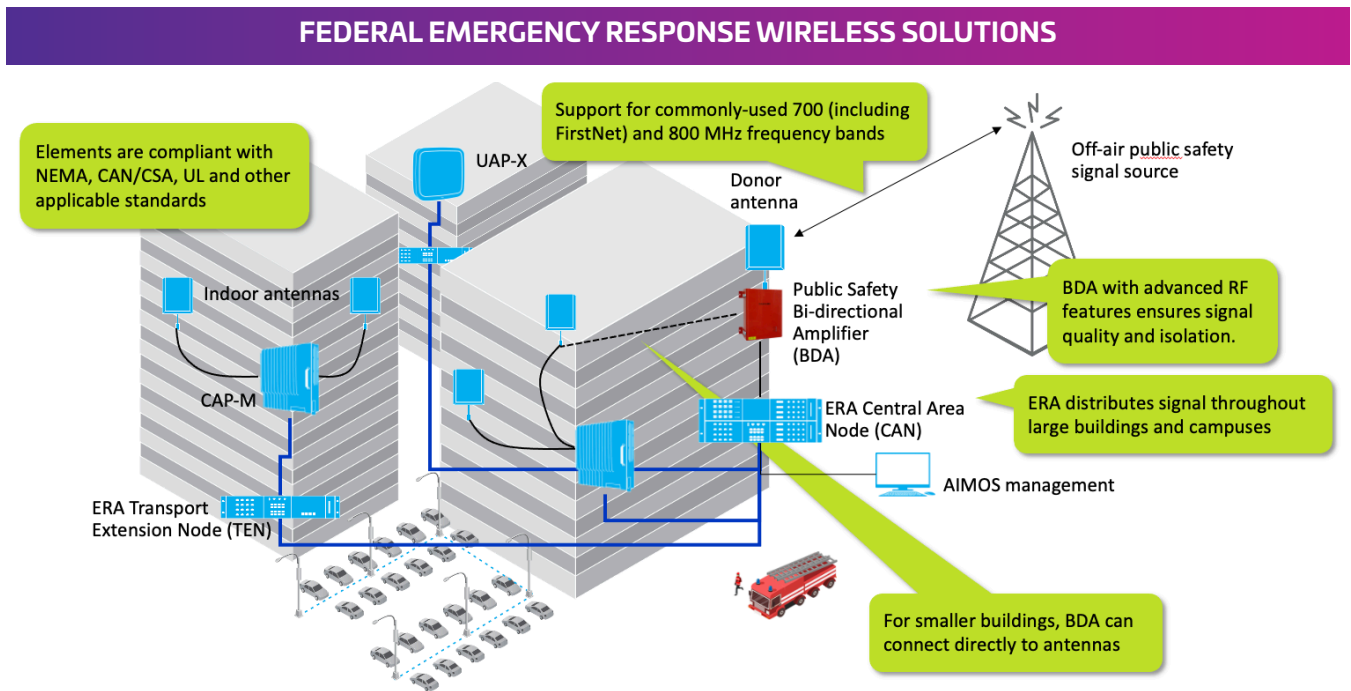 FEDERAL EMERGENCY RESPONSE WIRELESS SOLUTIONS
Elements are compliant with
NEMA, CAN/CSA, UL and other
applicable standards
UAP-X
Support for commonly-used 700 (including
FirstNet) and 800 MHz frequency bands
Donor
antenna
Off-air public safety
signal source
Indoor antennas
Public Safety
Bi-directional
Amplifier
(BDA)
BDA with advanced RF
features ensures signal
quality and isolation.
CAP-M
ERA Central Area
Node (CAN)
ERA distributes signal throughout
large buildings and campuses
AIMOS management
ERA Transport
Extension Node (TEN)
For smaller buildings, BDA can
connect directly to antennas